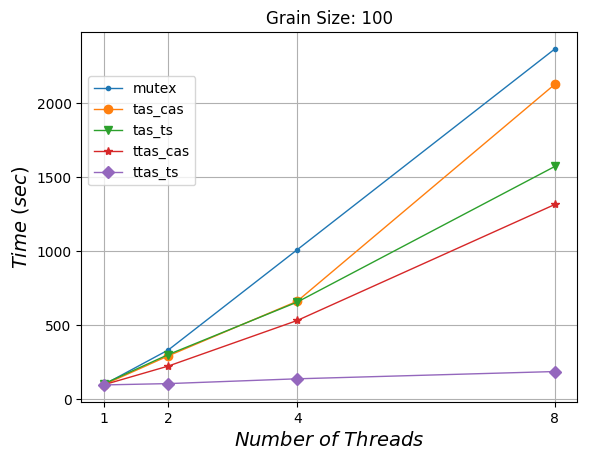 Grain Size: 100
2000
1500
1000
500
0
Time (sec)
mutex
tas_cas
tas_ts
ttas_cas
ttas_ts
1 2 4 8
Number of Threads